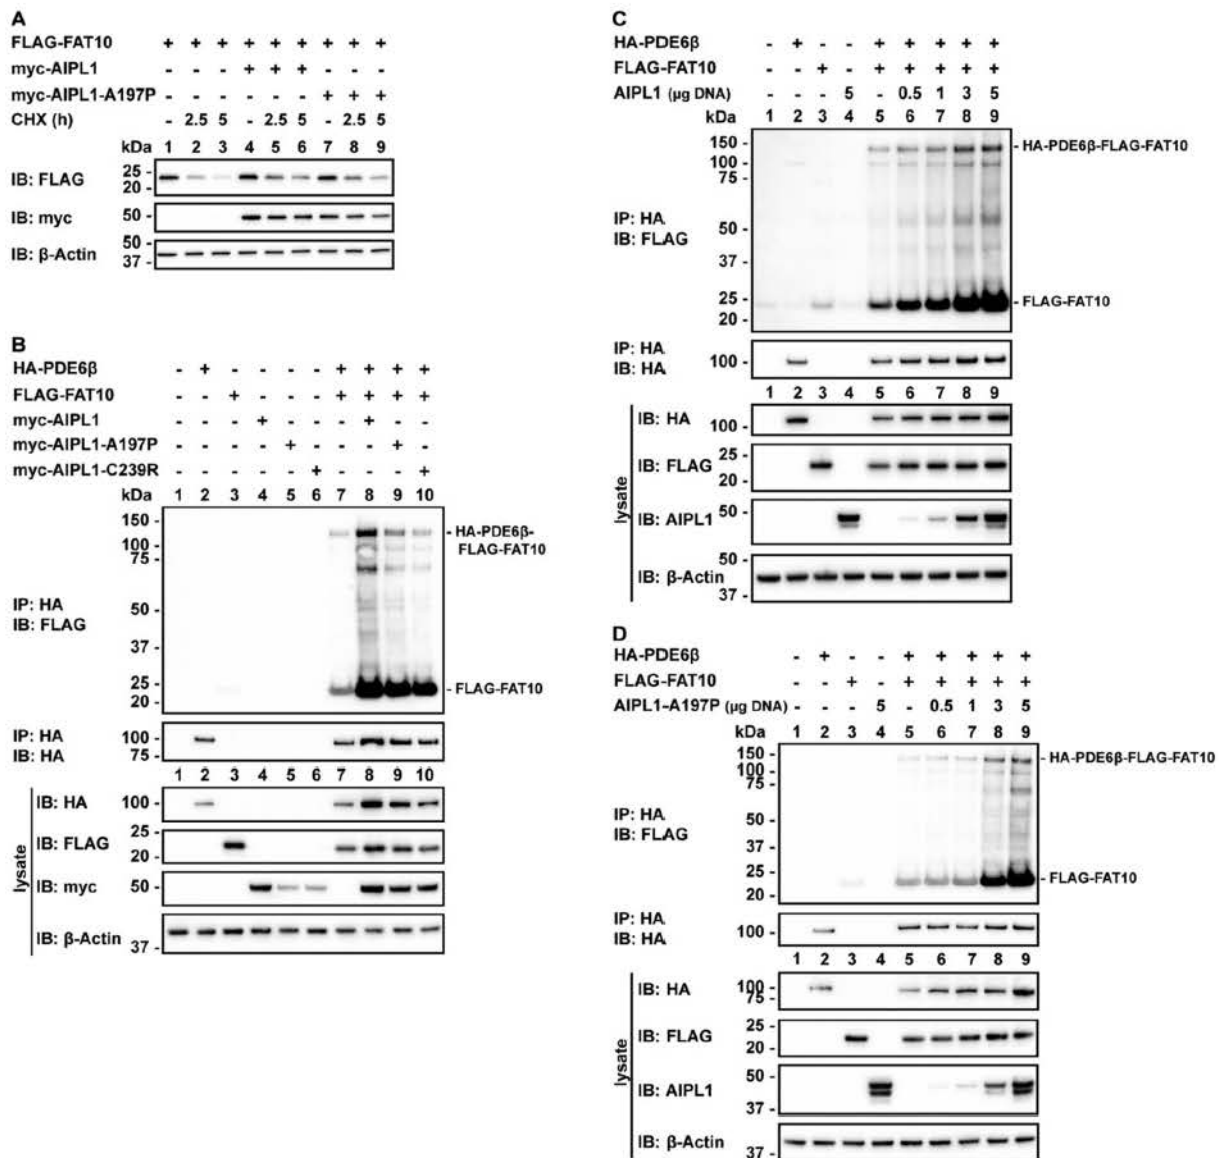 A
FLAG-FAT10 + + + + + + + + +
myc-AIPL1 - - - + + + - - -
myc-AIPL1-A197P - - - - - - + + +
CHX (h) - 2.5 5 - 2.5 5 - 2.5 5
kDa 1 2 3 4 5 6 7 8 9
IB: FLAG 25 - 20 -
IB: myc 50 -
IB: β-Actin 50 - 37 -
B
HA-PDE6β - + - - - - + + + +
FLAG-FAT10 - - + - - - + + + +
myc-AIPL1 - - - + - - - + - -
myc-AIPL1-A197P - - - - + - - - + -
myc-AIPL1-C239R - - - - - + - - - +
kDa 1 2 3 4 5 6 7 8 9 10
150 -
100 - - HA-PDE6β-
75 - FLAG-FAT10
IP: HA 50 -
IB: FLAG
37 -
25 - - FLAG-FAT10
20 -
IP: HA 100 -
IB: HA 75 -
1 2 3 4 5 6 7 8 9 10
lysate
IB: HA 100 -
IB: FLAG 25 - 20 -
IB: myc 50 -
IB: β-Actin 37 -
C
HA-PDE6β - + - - + + + + +
FLAG-FAT10 - - + - + + + + +
AIPL1 (µg DNA) - - - 5 - 0.5 1 3 5
kDa 1 2 3 4 5 6 7 8 9
150 - - HA-PDE6β-FLAG-FAT10
100 -
75 -
IP: HA 50 -
IB: FLAG
37 -
25 - - FLAG-FAT10
20 -
IP: HA 100 -
IB: HA
1 2 3 4 5 6 7 8 9
lysate
IB: HA 100 -
IB: FLAG 25 - 20 -
IB: AIPL1 50 - 37 -
IB: β-Actin 50 - 37 -
D
HA-PDE6β - + - - + + + + +
FLAG-FAT10 - - + - + + + + +
AIPL1-A197P (µg DNA) - - - 5 - 0.5 1 3 5
kDa 1 2 3 4 5 6 7 8 9
150 - - HA-PDE6β-FLAG-FAT10
100 -
75 -
IP: HA 50 -
IB: FLAG 37 -
25 - - FLAG-FAT10
20 -
IP: HA 100 -
IB: HA
1 2 3 4 5 6 7 8 9
lysate
IB: HA 100 - 75 -
IB: FLAG 25 - 20 -
IB: AIPL1 50 - 37 -
IB: β-Actin 37 -